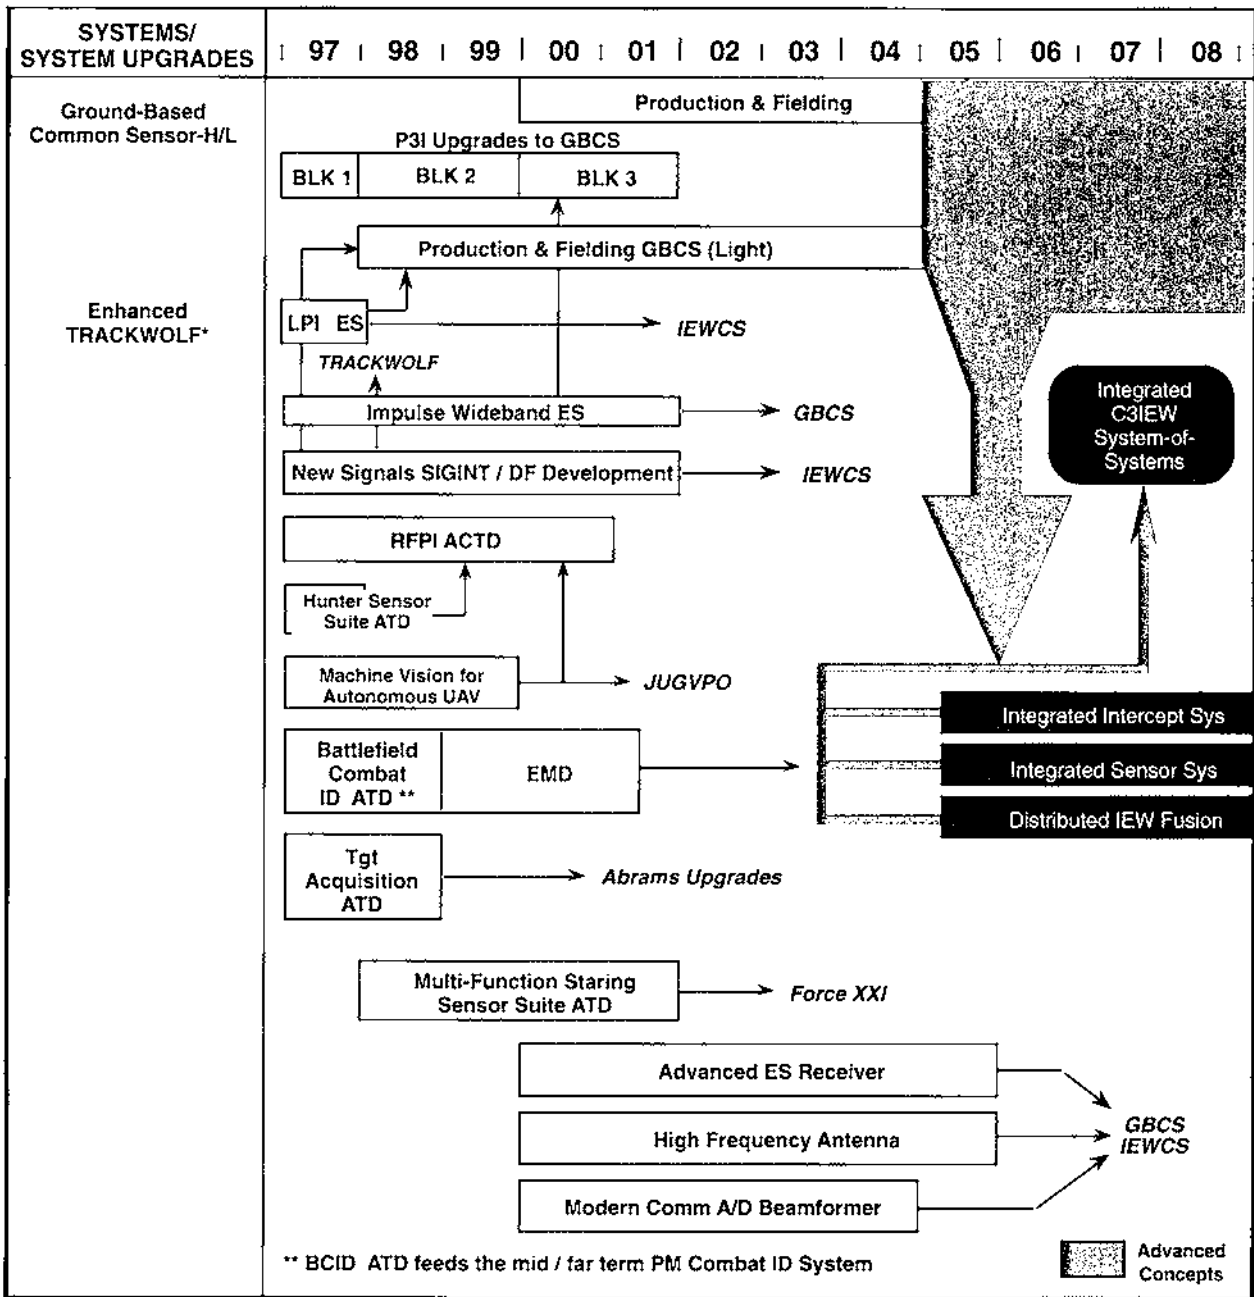 SYSTEMS/
SYSTEM UPGRADES
97 98 99 00 01 02 03 04 05 06 07 08
Ground-Based
Common Sensor-H/L
Production & Fielding
P3I Upgrades to GBCS
BLK 1 BLK 2 BLK 3
Production & Fielding GBCS (Light)
Enhanced
TRACKWOLF*
LPI ES
IEWCS
TRACKWOLF
Impulse Wideband ES
GBCS
New Signals SIGINT / DF Development
IEWCS
Integrated
C3IEW
System-of-
Systems
RFPI ACTD
Hunter Sensor
Suite ATD
Machine Vision for
Autonomous UAV
JUGVPO
Battlefield
Combat
ID ATD **
EMD
Integrated Intercept Sys
Integrated Sensor Sys
Distributed IEW Fusion
Tgt
Acquisition
ATD
Abrams Upgrades
Multi-Function Staring
Sensor Suite ATD
Force XXI
Advanced ES Receiver
High Frequency Antenna
Modern Comm A/D Beamformer
GBCS
IEWCS
** BCID ATD feeds the mid / far term PM Combat ID System
Advanced
Concepts